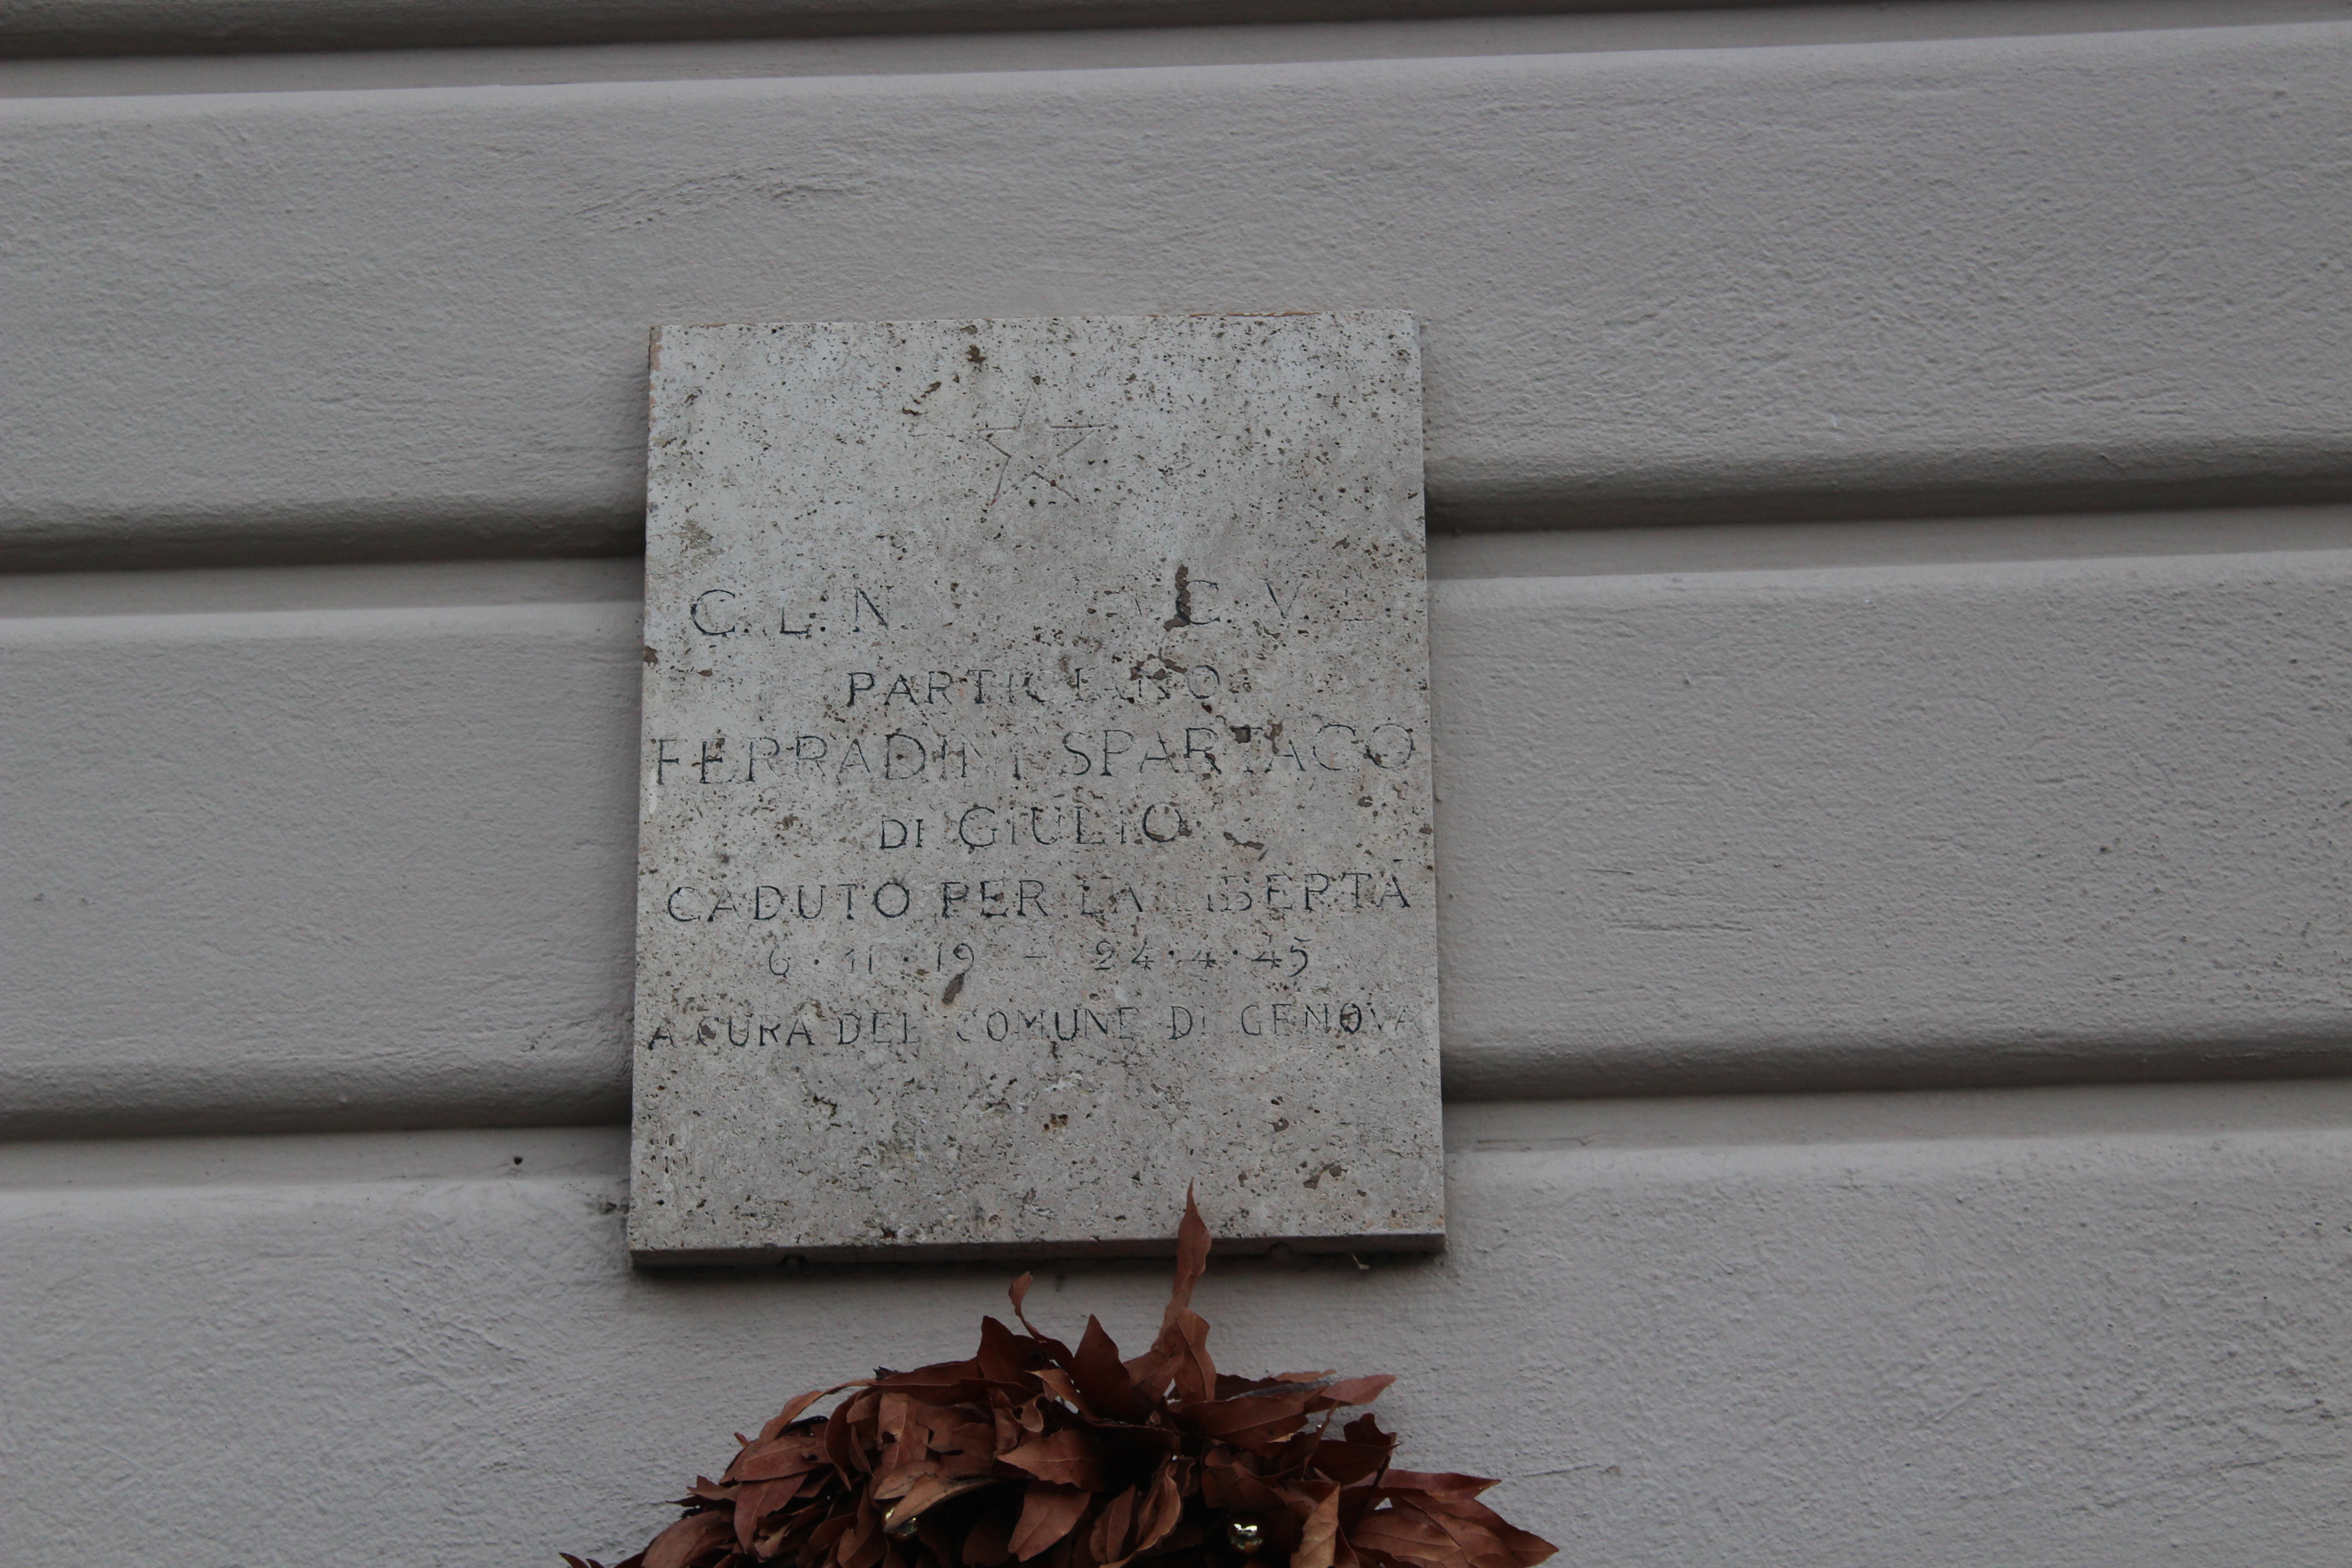 C. L. N. C. V. L
PARTIGIANO
FERRADINI SPARTACO
DI GIULIO
CADUTO PER LA LIBERTÀ
6 · 11 · 19 - 24 · 4 · 45
A CURA DEL COMUNE DI GENOVA